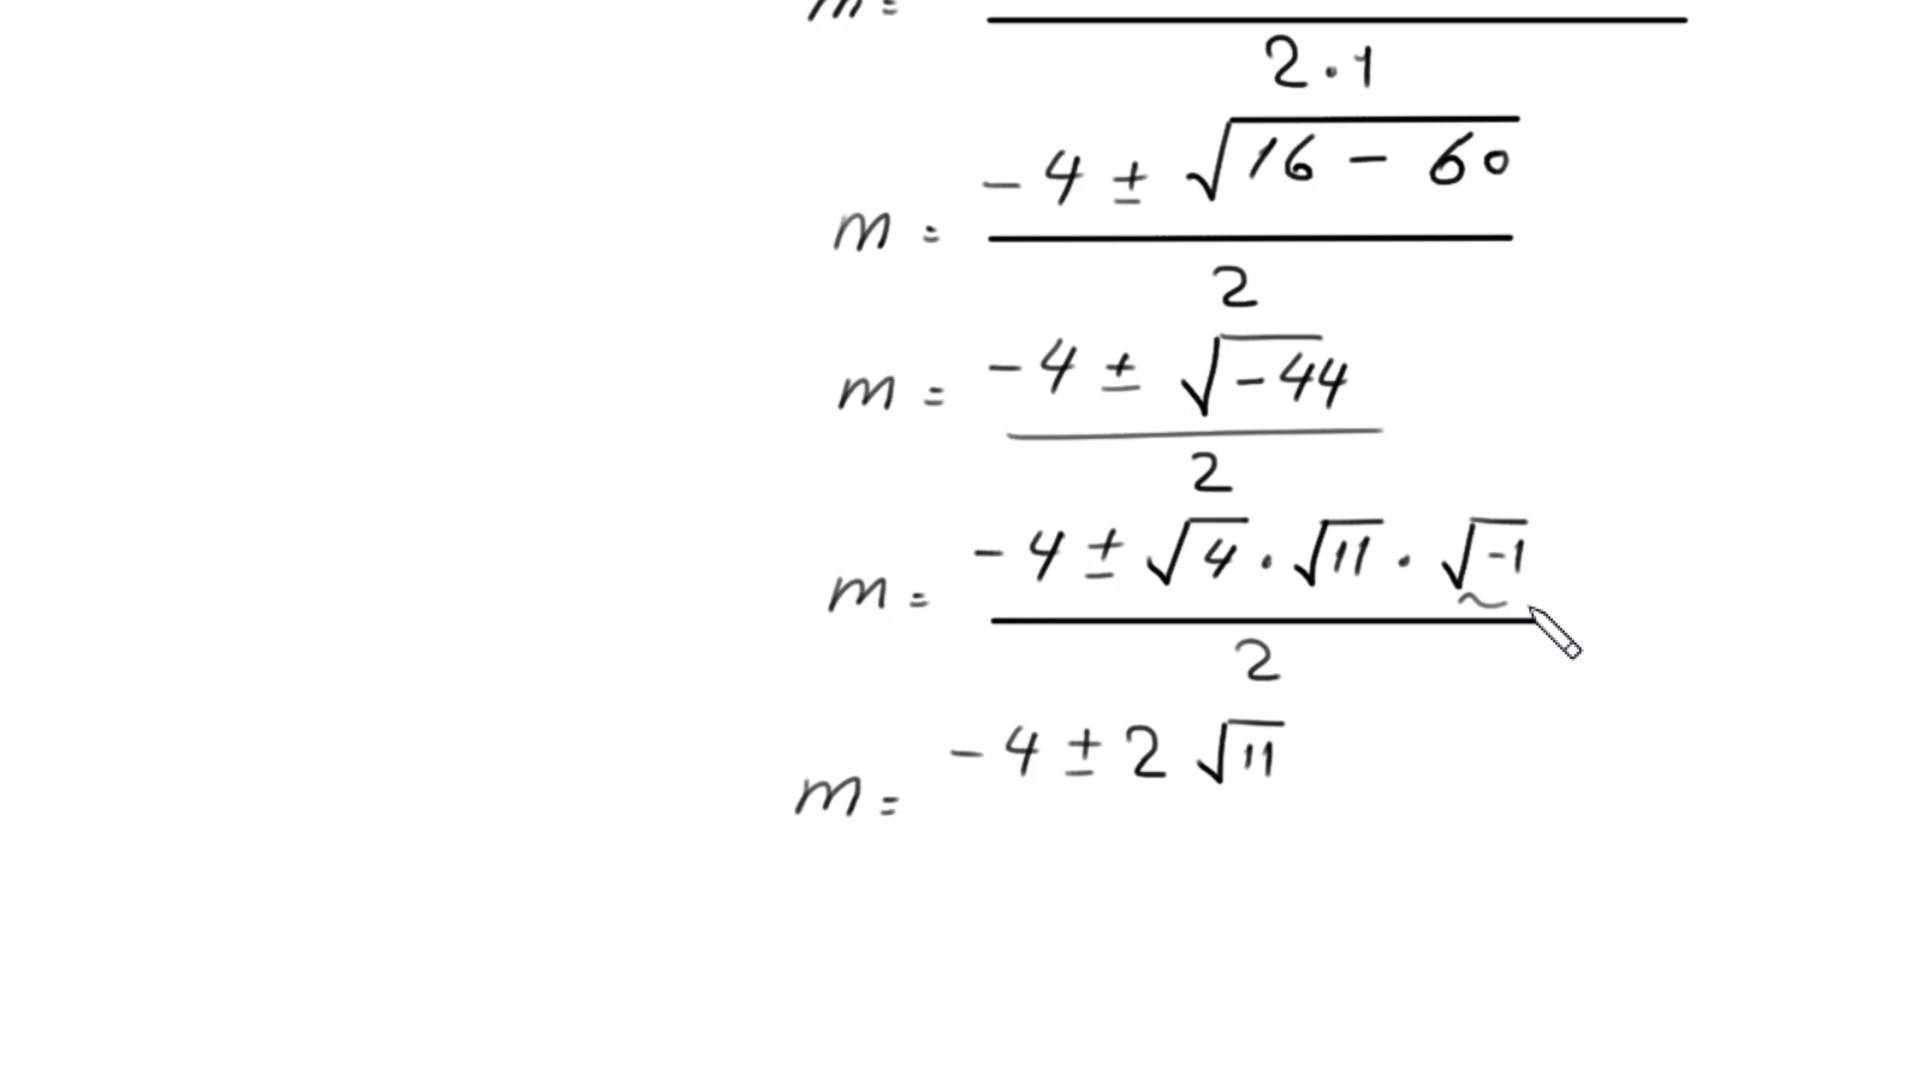 m =
2 · 1
m = (- 4 ± √(16 - 60)) / 2
m = (- 4 ± √(-44)) / 2
m = (- 4 ± √4 · √11 · √-1) / 2
m = - 4 ± 2 √11